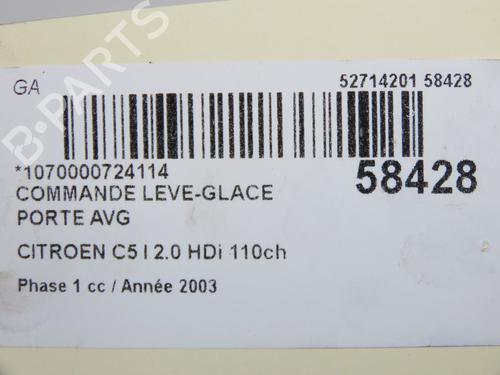 GA
52714201 58428
*1070000724114
58428
COMMANDE LEVE-GLACE
PORTE AVG
CITROEN C5 I 2.0 HDi 110ch
Phase 1 cc / Année 2003
B-PARTS